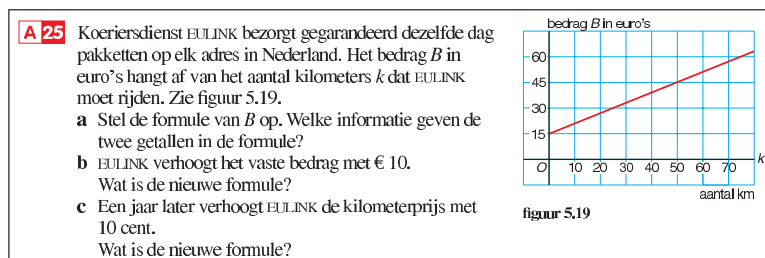 A 25 Koeriersdienst EULINK bezorgt gegarandeerd dezelfde dag
pakketten op elk adres in Nederland. Het bedrag B in
euro's hangt af van het aantal kilometers k dat EULINK
moet rijden. Zie figuur 5.19.
a Stel de formule van B op. Welke informatie geven de
twee getallen in de formule?
b EULINK verhoogt het vaste bedrag met € 10.
Wat is de nieuwe formule?
c Een jaar later verhoogt EULINK de kilometerprijs met
10 cent.
Wat is de nieuwe formule?
bedrag B in euro's
60
45
30
15
O 10 20 30 40 50 60 70 k
aantal km
figuur 5.19